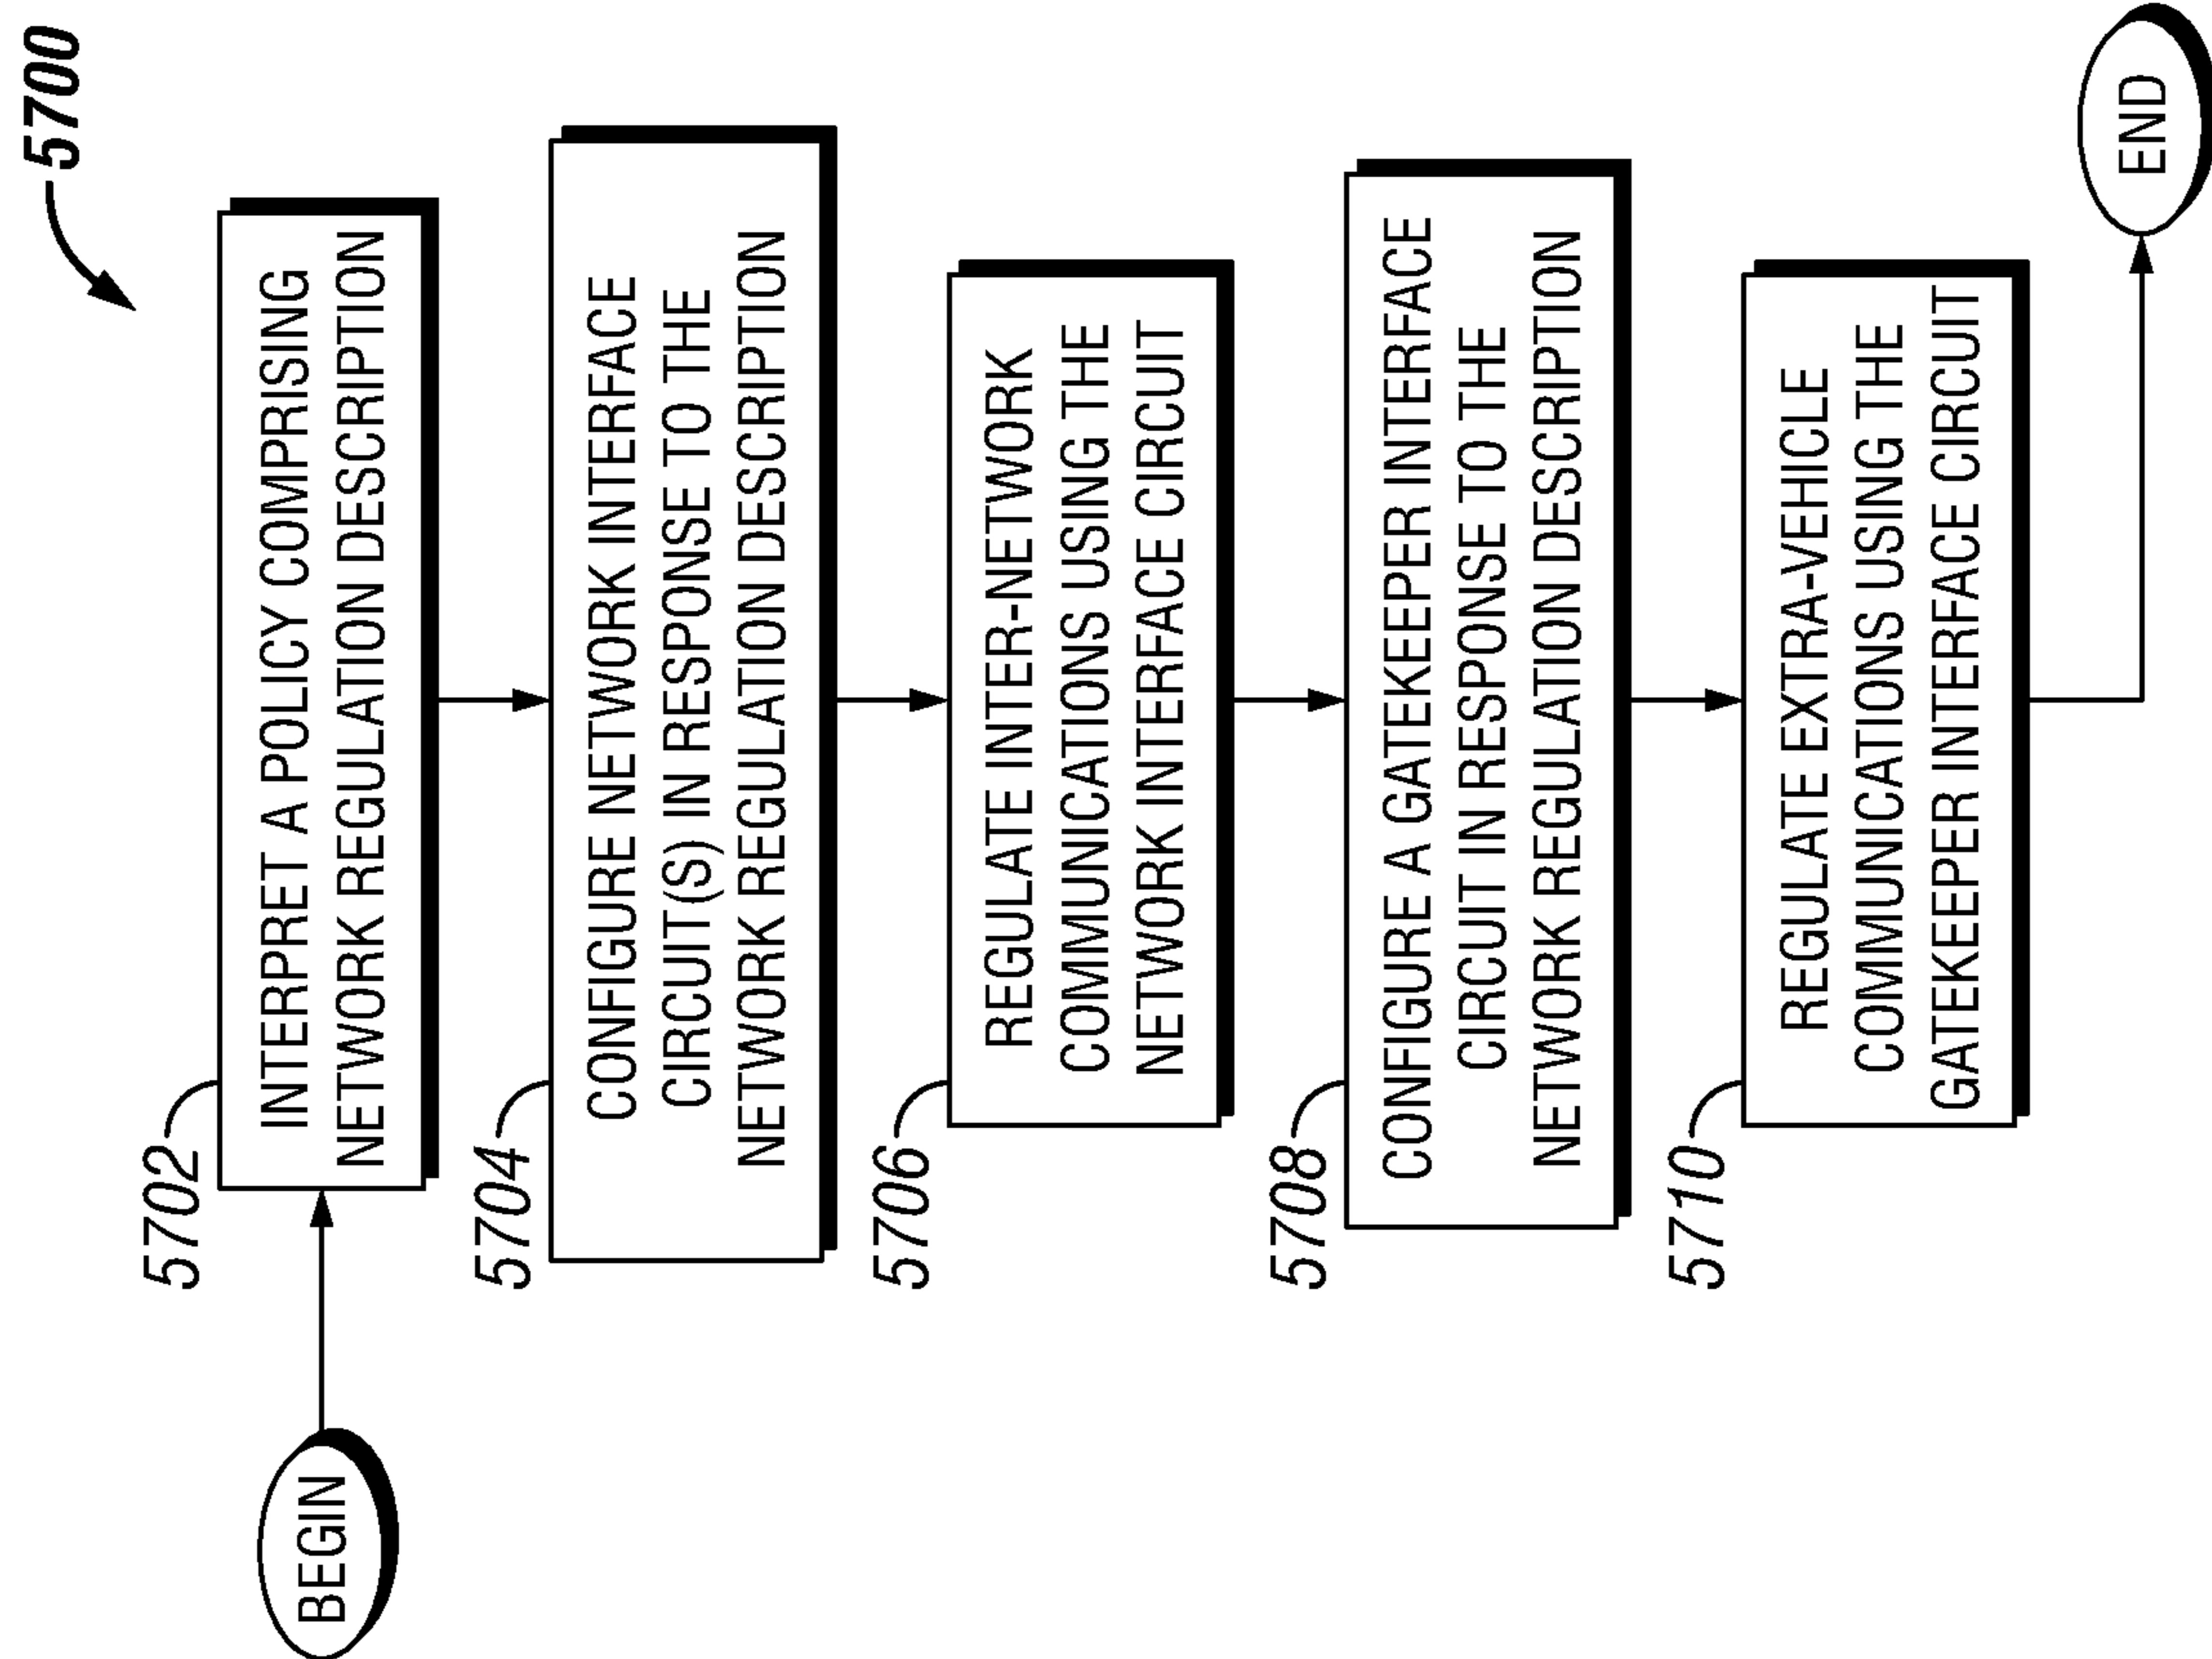 5700
BEGIN
5702
INTERPRET A POLICY COMPRISING
NETWORK REGULATION DESCRIPTION
5704
CONFIGURE NETWORK INTERFACE
CIRCUIT(S) IN RESPONSE TO THE
NETWORK REGULATION DESCRIPTION
5706
REGULATE INTER-NETWORK
COMMUNICATIONS USING THE
NETWORK INTERFACE CIRCUIT
5708
CONFIGURE A GATEKEEPER INTERFACE
CIRCUIT IN RESPONSE TO THE
NETWORK REGULATION DESCRIPTION
5710
REGULATE EXTRA-VEHICLE
COMMUNICATIONS USING THE
GATEKEEPER INTERFACE CIRCUIT
END